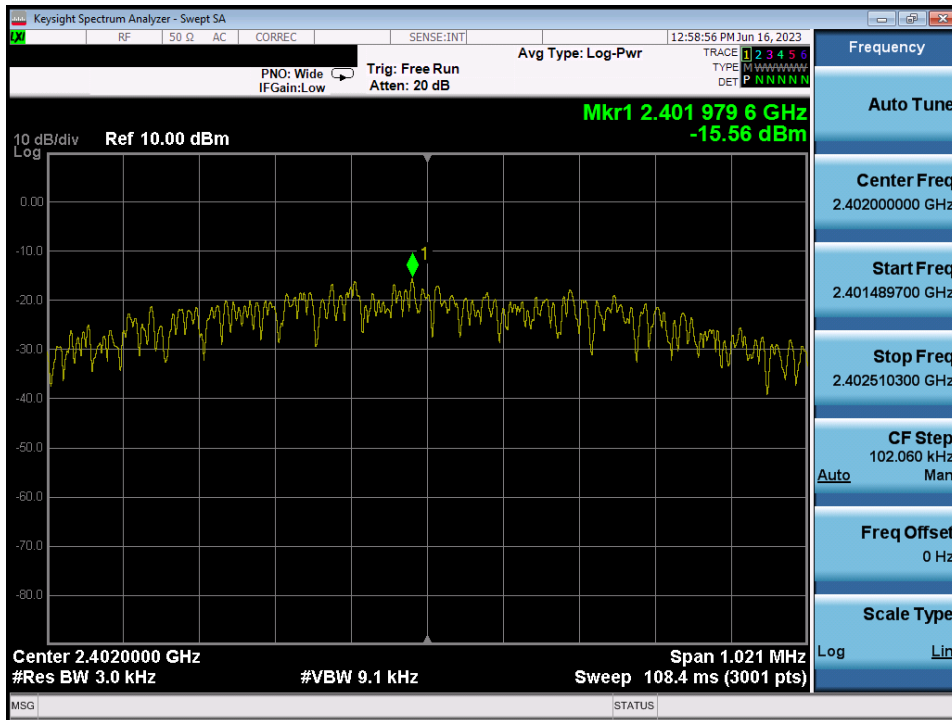 Keysight Spectrum Analyzer - Swept SA
LXI RF 50 Ω AC CORREC SENSE:INT 12:58:56 PM Jun 16, 2023
Avg Type: Log-Pwr TRACE 1 2 3 4 5 6
PNO: Wide Trig: Free Run TYPE M W W W W W
IFGain:Low Atten: 20 dB DET P N N N N N
Mkr1 2.401 979 6 GHz
-15.56 dBm
10 dB/div Ref 10.00 dBm
Log
1
0.00
-10.0
-20.0
-30.0
-40.0
-50.0
-60.0
-70.0
-80.0
Center 2.4020000 GHz Span 1.021 MHz
#Res BW 3.0 kHz #VBW 9.1 kHz Sweep 108.4 ms (3001 pts)
MSG STATUS
Frequency
Auto Tune
Center Freq
2.402000000 GHz
Start Freq
2.401489700 GHz
Stop Freq
2.402510300 GHz
CF Step
102.060 kHz
Auto Man
Freq Offset
0 Hz
Scale Type
Log Lin